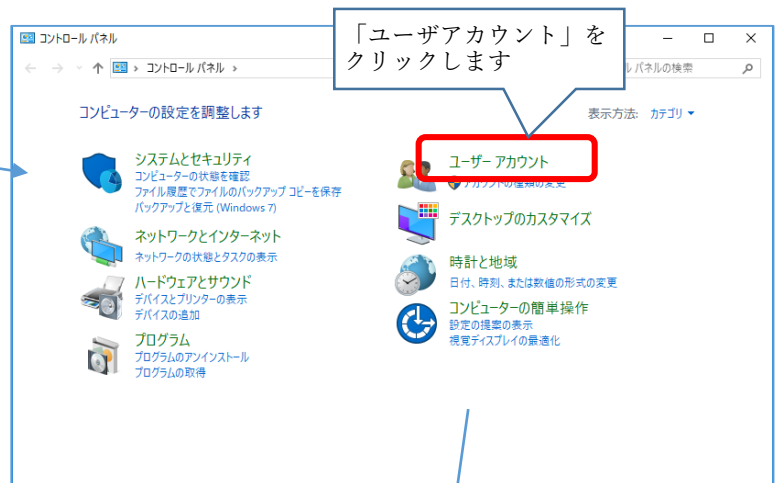 コントロール パネル
「ユーザアカウント」を
クリックします
コントロール パネル
パネルの検索
コンピューターの設定を調整します
表示方法: カテゴリ
システムとセキュリティ
コンピューターの状態を確認
ファイル履歴でファイルのバックアップ コピーを保存
バックアップと復元 (Windows 7)
ネットワークとインターネット
ネットワークの状態とタスクの表示
ハードウェアとサウンド
デバイスとプリンターの表示
デバイスの追加
プログラム
プログラムのアンインストール
プログラムの取得
ユーザー アカウント
アカウントの種類の変更
デスクトップのカスタマイズ
時計と地域
日付、時刻、または数値の形式の変更
コンピューターの簡単操作
設定の提案の表示
視覚ディスプレイの最適化